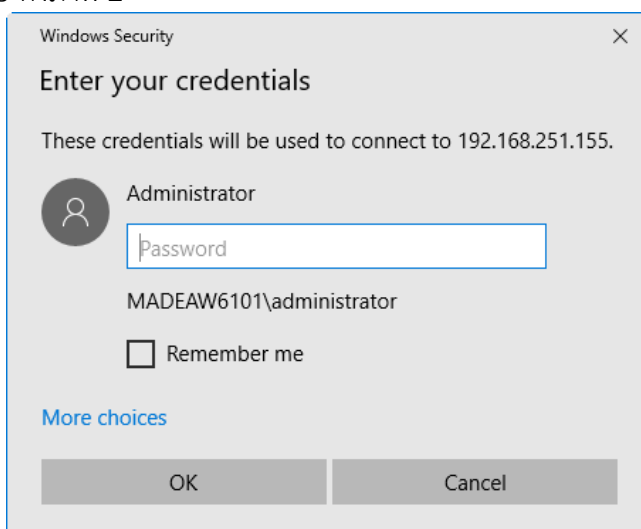 Windows Security
Enter your credentials
These credentials will be used to connect to 192.168.251.155.
Administrator
Password
MADEAW6101\administrator
Remember me
More choices
OK
Cancel